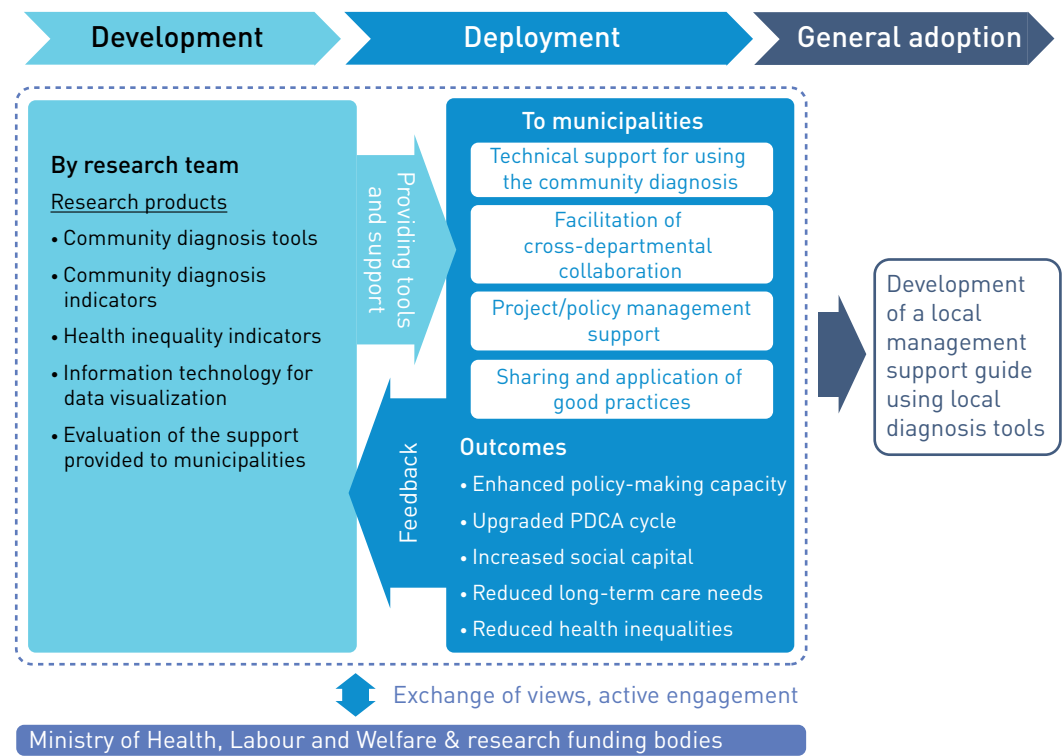 Development
Deployment
General adoption
By research team
Research products
• Community diagnosis tools
• Community diagnosis
indicators
• Health inequality indicators
• Information technology for
data visualization
• Evaluation of the support
provided to municipalities
Providing tools
and support
Feedback
To municipalities
Technical support for using
the community diagnosis
Facilitation of
cross-departmental
collaboration
Project/policy management
support
Sharing and application of
good practices
Outcomes
• Enhanced policy-making capacity
• Upgraded PDCA cycle
• Increased social capital
• Reduced long-term care needs
• Reduced health inequalities
Development
of a local
management
support guide
using local
diagnosis tools
Exchange of views, active engagement
Ministry of Health, Labour and Welfare & research funding bodies